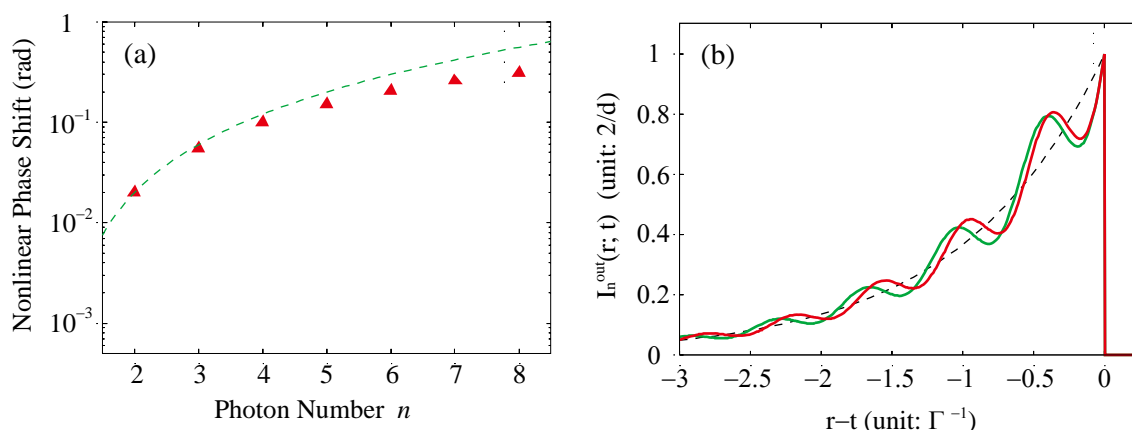 (a)
Nonlinear Phase Shift (rad)
1
10⁻¹
10⁻²
10⁻³
2 3 4 5 6 7 8
Photon Number n
(b)
Iₙᵒᵘᵗ(r; t) (unit: 2/d)
1
0.8
0.6
0.4
0.2
0
−3 −2.5 −2 −1.5 −1 −0.5 0
r−t (unit: Γ⁻¹)